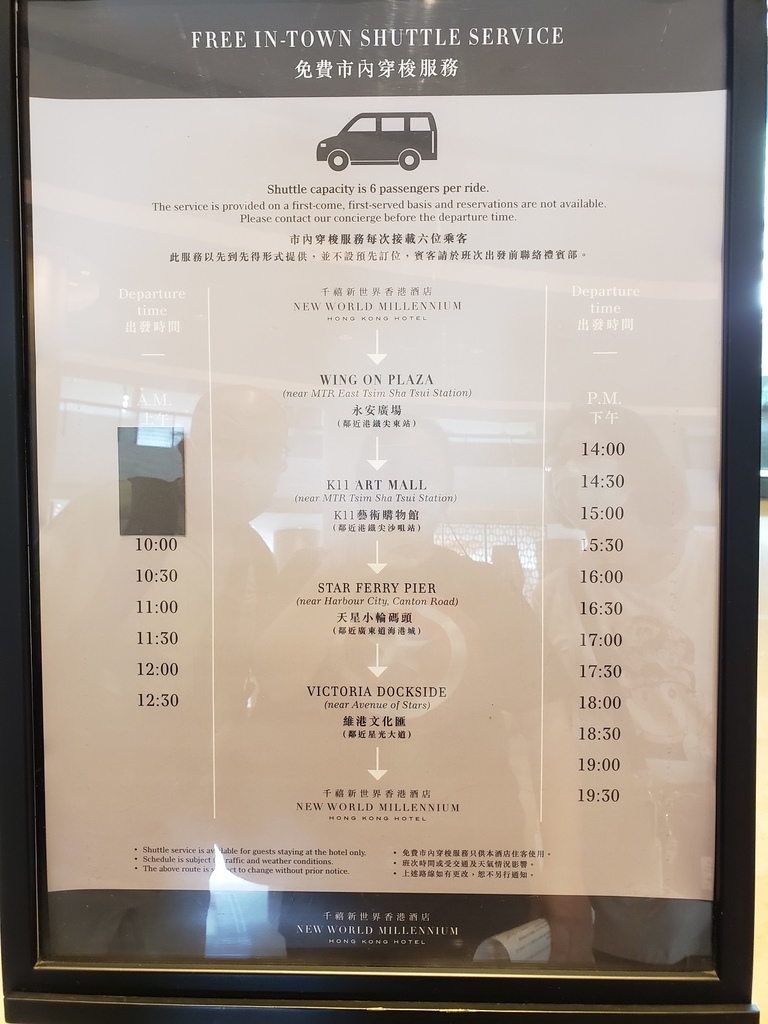 FREE IN-TOWN SHUTTLE SERVICE
免費市內穿梭服務
Shuttle capacity is 6 passengers per ride.
The service is provided on a first-come, first-served basis and reservations are not available.
Please contact our concierge before the departure time.
市內穿梭服務每次接載六位乘客
此服務以先到先得形式提供，並不設預先訂位，賓客請於班次出發前聯絡禮賓部。
Departure
time
出發時間
A.M.
上午
10:00
10:30
11:00
11:30
12:00
12:30
千禧新世界香港酒店
NEW WORLD MILLENNIUM
HONG KONG HOTEL
WING ON PLAZA
(near MTR East Tsim Sha Tsui Station)
永安廣場
(鄰近港鐵尖東站)
K11 ART MALL
(near MTR Tsim Sha Tsui Station)
K11藝術購物館
(鄰近港鐵尖沙咀站)
STAR FERRY PIER
(near Harbour City, Canton Road)
天星小輪碼頭
(鄰近廣東道海港城)
VICTORIA DOCKSIDE
(near Avenue of Stars)
維港文化匯
(鄰近星光大道)
千禧新世界香港酒店
NEW WORLD MILLENNIUM
HONG KONG HOTEL
Departure
time
出發時間
P.M.
下午
14:00
14:30
15:00
15:30
16:00
16:30
17:00
17:30
18:00
18:30
19:00
19:30
• Shuttle service is available for guests staying at the hotel only.
• Schedule is subject to traffic and weather conditions.
• The above route is subject to change without prior notice.
• 免費市內穿梭服務只供本酒店住客使用。
• 班次時間或受交通及天氣情況影響。
• 上述路線如有更改，恕不另行通知。
千禧新世界香港酒店
NEW WORLD MILLENNIUM
HONG KONG HOTEL